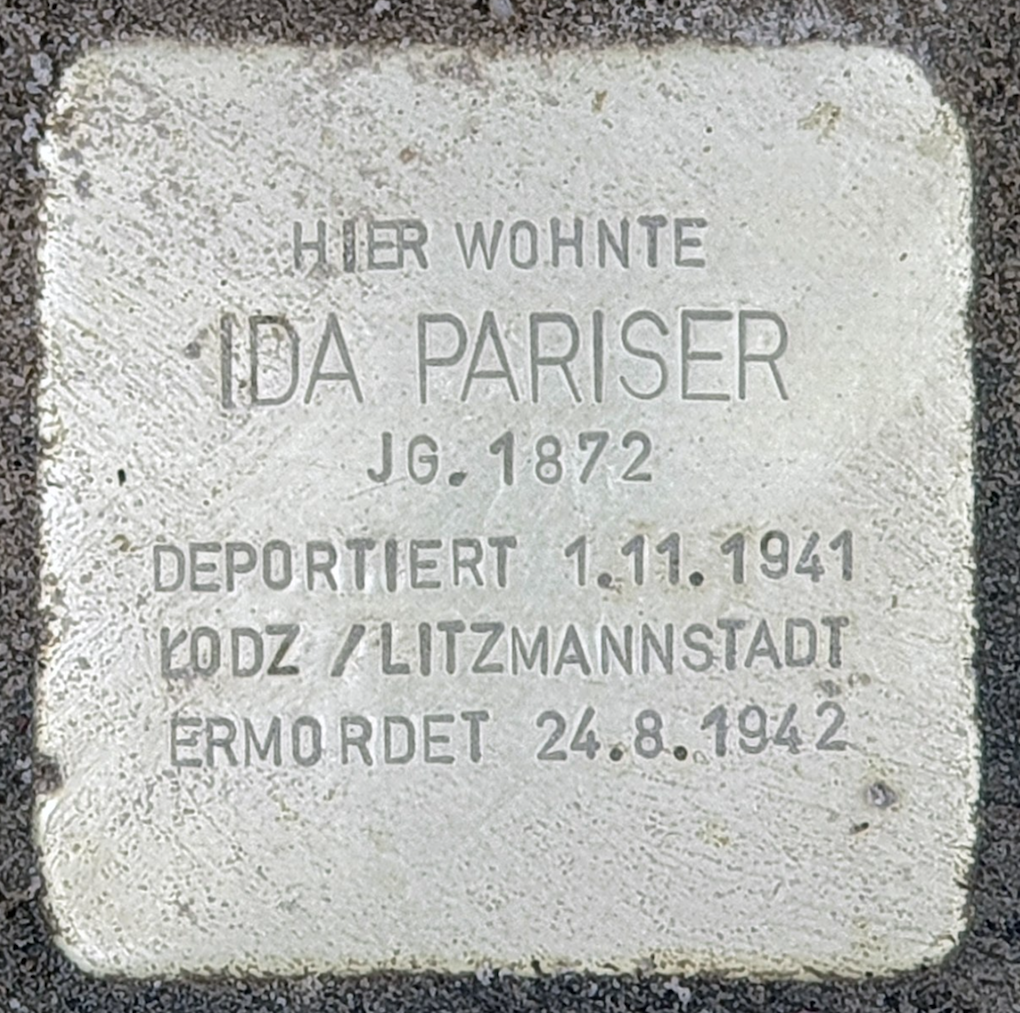 HIER WOHNTE
IDA PARISER
JG. 1872
DEPORTIERT 1.11.1941
ŁODZ / LITZMANNSTADT
ERMORDET 24.8.1942